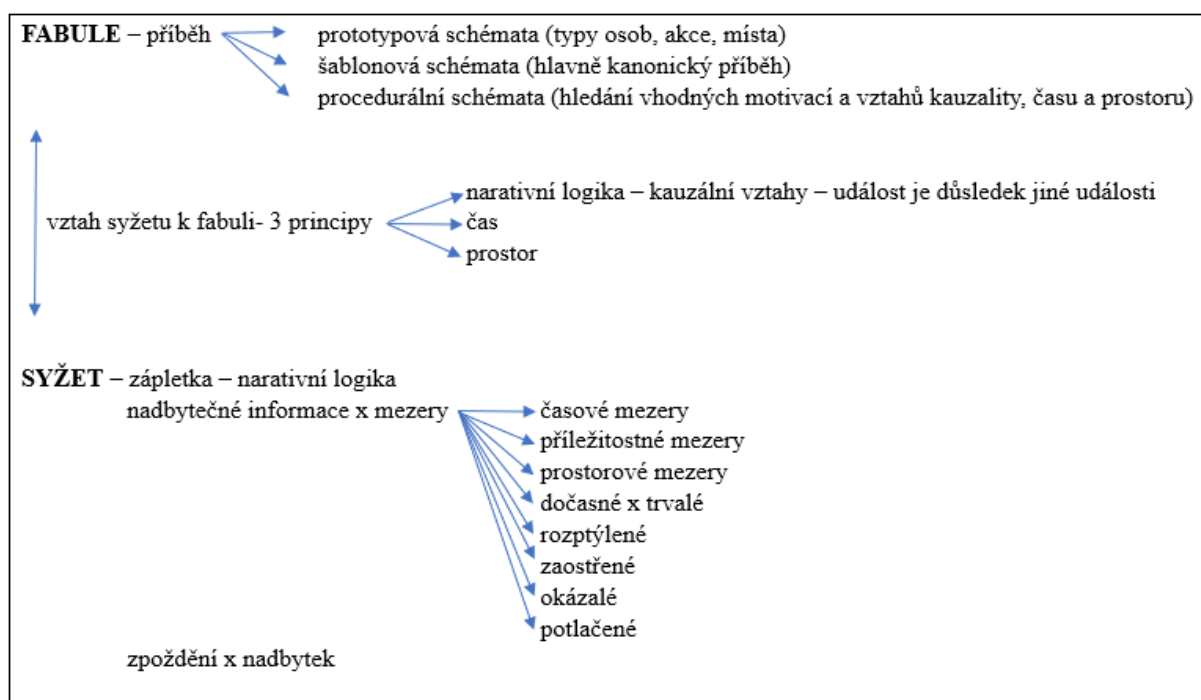 FABULE – příběh
prototypová schémata (typy osob, akce, místa)
šablonová schémata (hlavně kanonický příběh)
procedurální schémata (hledání vhodných motivací a vztahů kauzality, času a prostoru)
vztah syžetu k fabuli- 3 principy
narativní logika – kauzální vztahy – událost je důsledek jiné události
čas
prostor
SYŽET – zápletka – narativní logika
nadbytečné informace x mezery
časové mezery
příležitostné mezery
prostorové mezery
dočasné x trvalé
rozptýlené
zaostřené
okázalé
potlačené
zpoždění x nadbytek